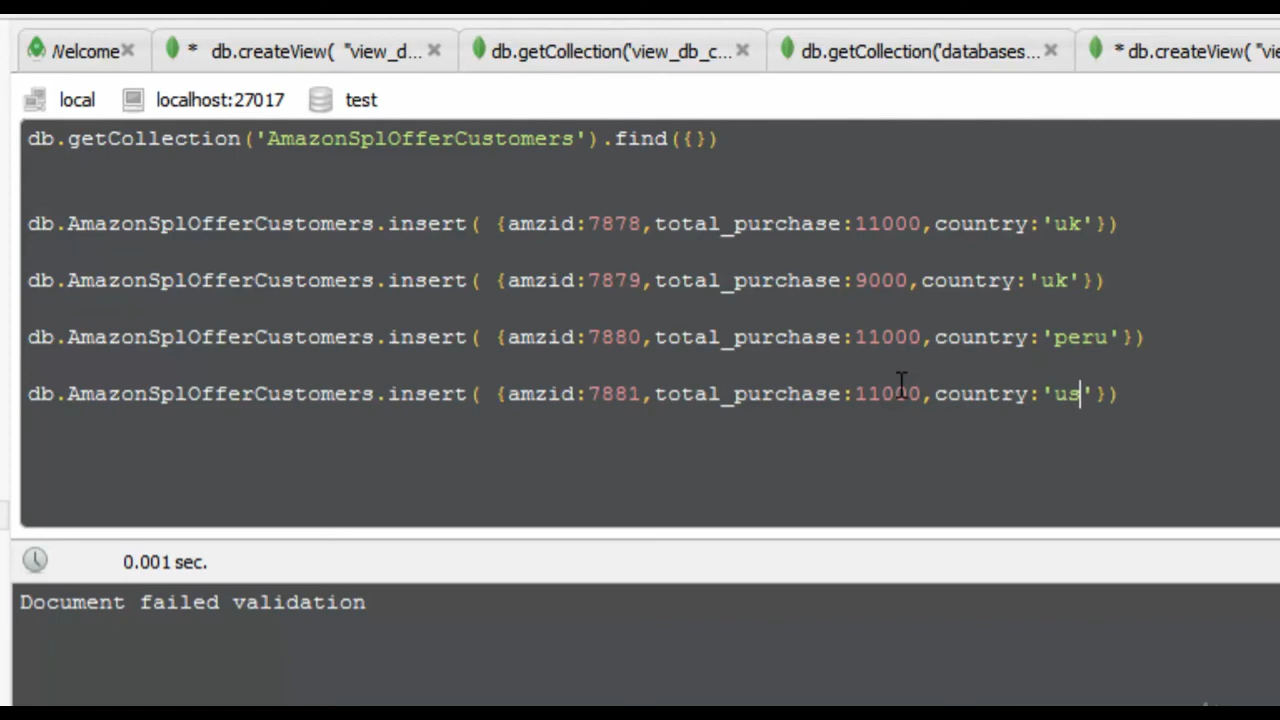 Welcome
* db.createView( "view_d...
db.getCollection('view_db_c...
db.getCollection('databases...
* db.createView( "vie
local localhost:27017 test
db.getCollection('AmazonSplOfferCustomers').find({})
db.AmazonSplOfferCustomers.insert( {amzid:7878,total_purchase:11000,country:'uk'})
db.AmazonSplOfferCustomers.insert( {amzid:7879,total_purchase:9000,country:'uk'})
db.AmazonSplOfferCustomers.insert( {amzid:7880,total_purchase:11000,country:'peru'})
db.AmazonSplOfferCustomers.insert( {amzid:7881,total_purchase:11000,country:'us'})
0.001 sec.
Document failed validation